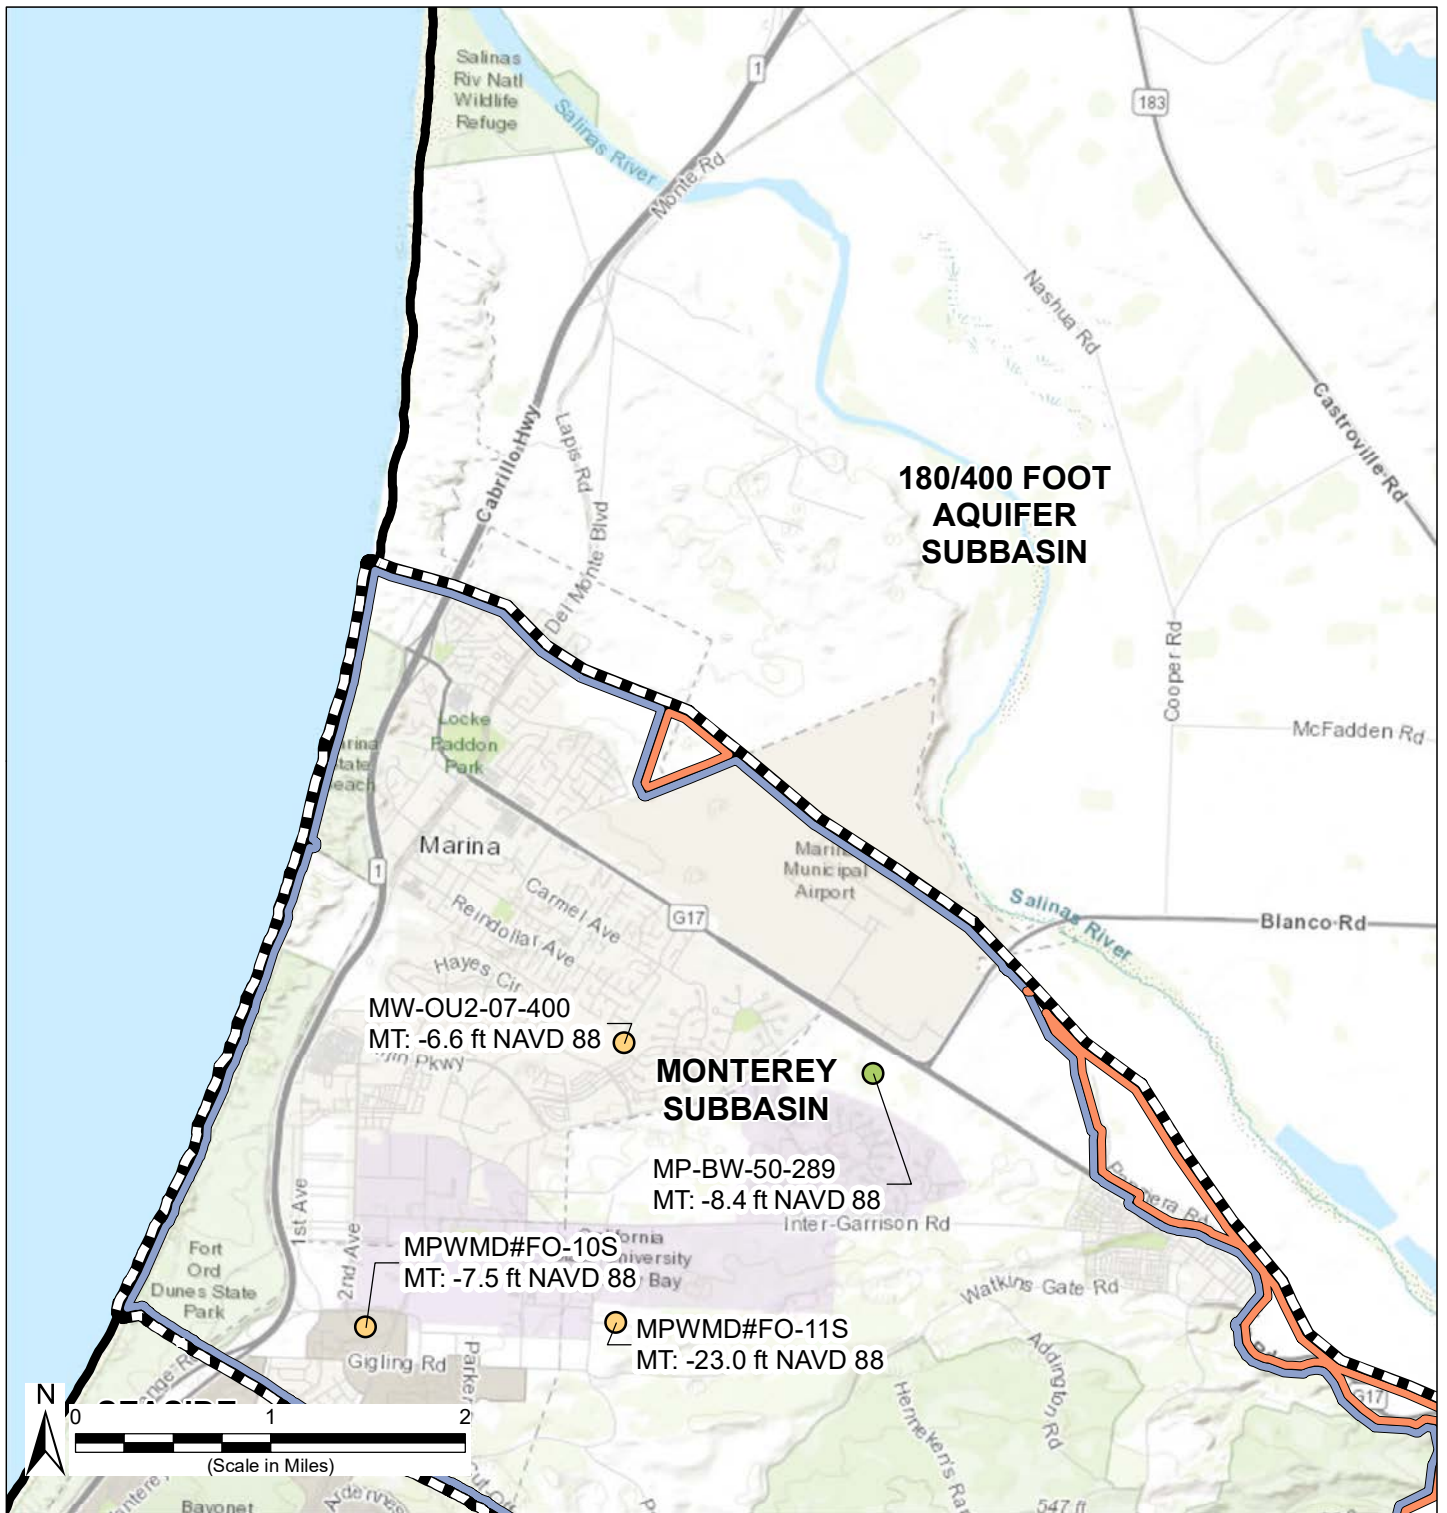 Salinas
Riv Natl
Wildlife
Refuge
1
183
Salinas River
Monte Rd
Nashua Rd
Castroville Rd
Cabrillo Hwy
Lapis Rd
180/400 FOOT
AQUIFER
SUBBASIN
Del Monte Blvd
Cooper Rd
McFadden Rd
Locke
Paddon
Park
Marina
Municipal
Airport
Marina
1
Carmel Ave
Reindollar Ave
G17
Salinas River
Blanco Rd
Hayes Cir
MW-OU2-07-400
MT: -6.6 ft NAVD 88
Pkwy
MONTEREY
SUBBASIN
MP-BW-50-289
MT: -8.4 ft NAVD 88
Inter-Garrison Rd
1st Ave
2nd Ave
Fort
Ord
Dunes State
Park
MPWMD#FO-10S
MT: -7.5 ft NAVD 88
Bay
Watkins Gate Rd
MPWMD#FO-11S
MT: -23.0 ft NAVD 88
Gigling Rd
Parker
Addington Rd
G17
N
0 1 2
(Scale in Miles)
Bayonet
547 ft